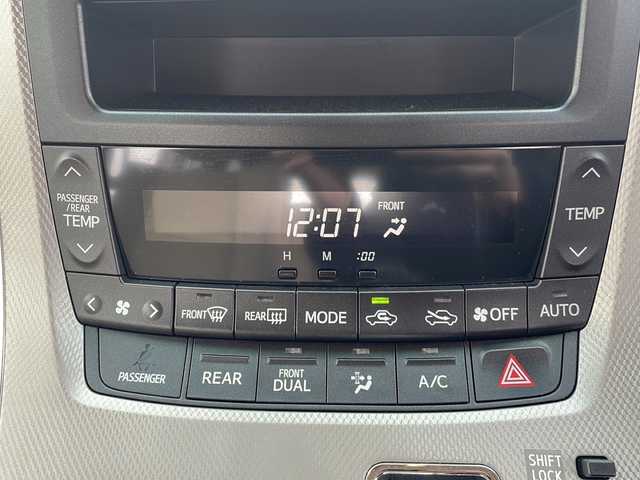 PASSENGER
/REAR
TEMP
FRONT
12:07
H M :00
TEMP
FRONT REAR MODE OFF AUTO
PASSENGER REAR FRONT
DUAL A/C
SHIFT
LOCK